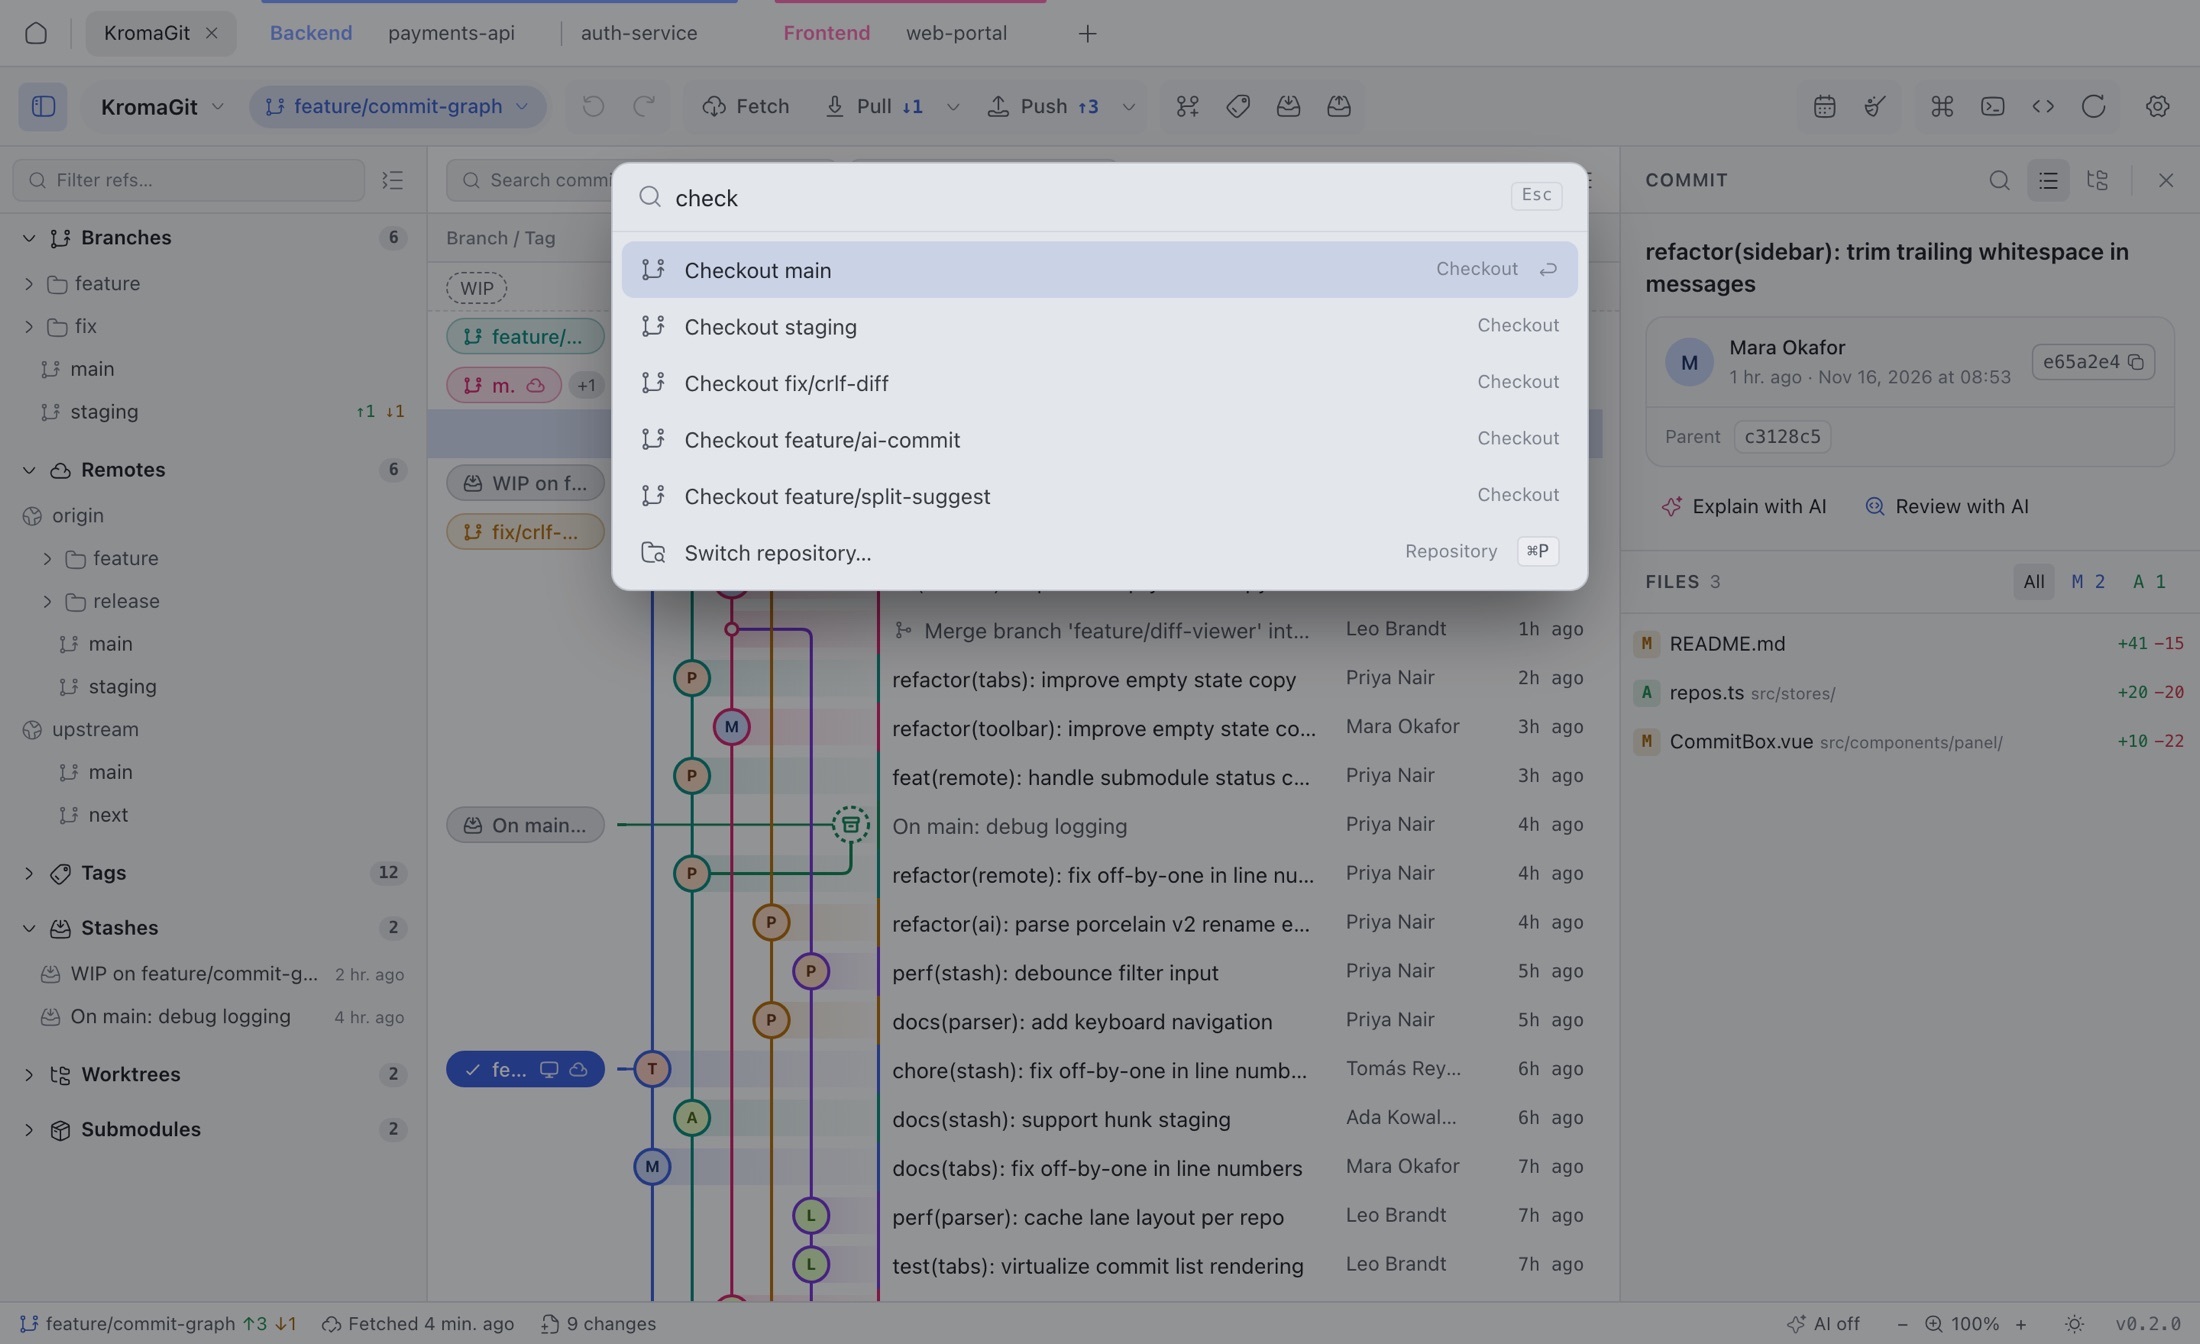 KromaGit
Backend
payments-api
auth-service
Frontend
web-portal
KromaGit
feature/commit-graph
Fetch
Pull ↓1
Push ↑3
Filter refs...
Branches 6
feature
fix
main
staging ↑1 ↓1
Remotes 6
origin
feature
release
main
staging
upstream
main
next
Tags 12
Stashes 2
WIP on feature/commit-g... 2 hr. ago
On main: debug logging 4 hr. ago
Worktrees 2
Submodules 2
Search commi
Branch / Tag
WIP
feature/...
m. +1
WIP on f...
fix/crlf-...
check Esc
Checkout main Checkout
Checkout staging Checkout
Checkout fix/crlf-diff Checkout
Checkout feature/ai-commit Checkout
Checkout feature/split-suggest Checkout
Switch repository... Repository ⌘P
Merge branch 'feature/diff-viewer' int... Leo Brandt 1h ago
P refactor(tabs): improve empty state copy Priya Nair 2h ago
M refactor(toolbar): improve empty state co... Mara Okafor 3h ago
P feat(remote): handle submodule status c... Priya Nair 3h ago
On main... On main: debug logging Priya Nair 4h ago
P refactor(remote): fix off-by-one in line nu... Priya Nair 4h ago
P refactor(ai): parse porcelain v2 rename e... Priya Nair 4h ago
P perf(stash): debounce filter input Priya Nair 5h ago
P docs(parser): add keyboard navigation Priya Nair 5h ago
fe... T chore(stash): fix off-by-one in line numb... Tomás Rey... 6h ago
A docs(stash): support hunk staging Ada Kowal... 6h ago
M docs(tabs): fix off-by-one in line numbers Mara Okafor 7h ago
L perf(parser): cache lane layout per repo Leo Brandt 7h ago
L test(tabs): virtualize commit list rendering Leo Brandt 7h ago
COMMIT
refactor(sidebar): trim trailing whitespace in
messages
M
Mara Okafor
1 hr. ago · Nov 16, 2026 at 08:53
e65a2e4
Parent c3128c5
Explain with AI
Review with AI
FILES 3 All M 2 A 1
M README.md +41 −15
A repos.ts src/stores/ +20 −20
M CommitBox.vue src/components/panel/ +10 −22
feature/commit-graph ↑3 ↓1 Fetched 4 min. ago 9 changes
AI off − 100% + v0.2.0